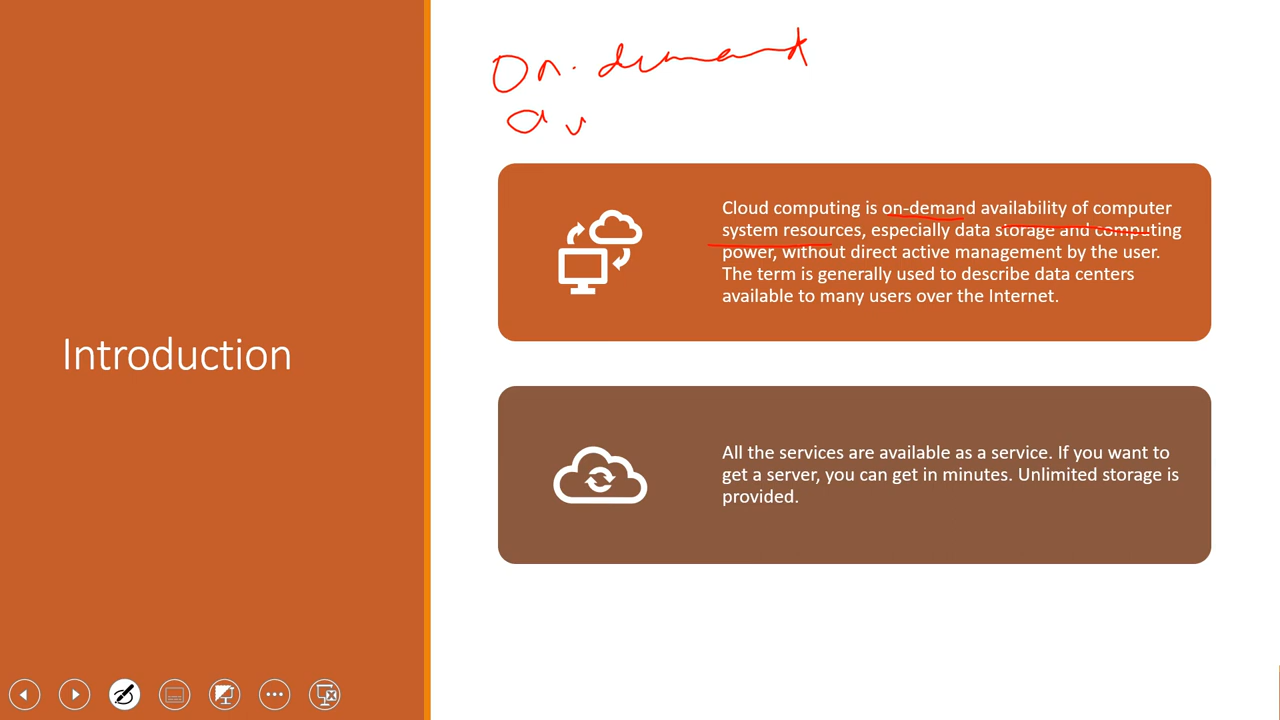 On-demand
av
Introduction
Cloud computing is on-demand availability of computer
system resources, especially data storage and computing
power, without direct active management by the user.
The term is generally used to describe data centers
available to many users over the Internet.
All the services are available as a service. If you want to
get a server, you can get in minutes. Unlimited storage is
provided.